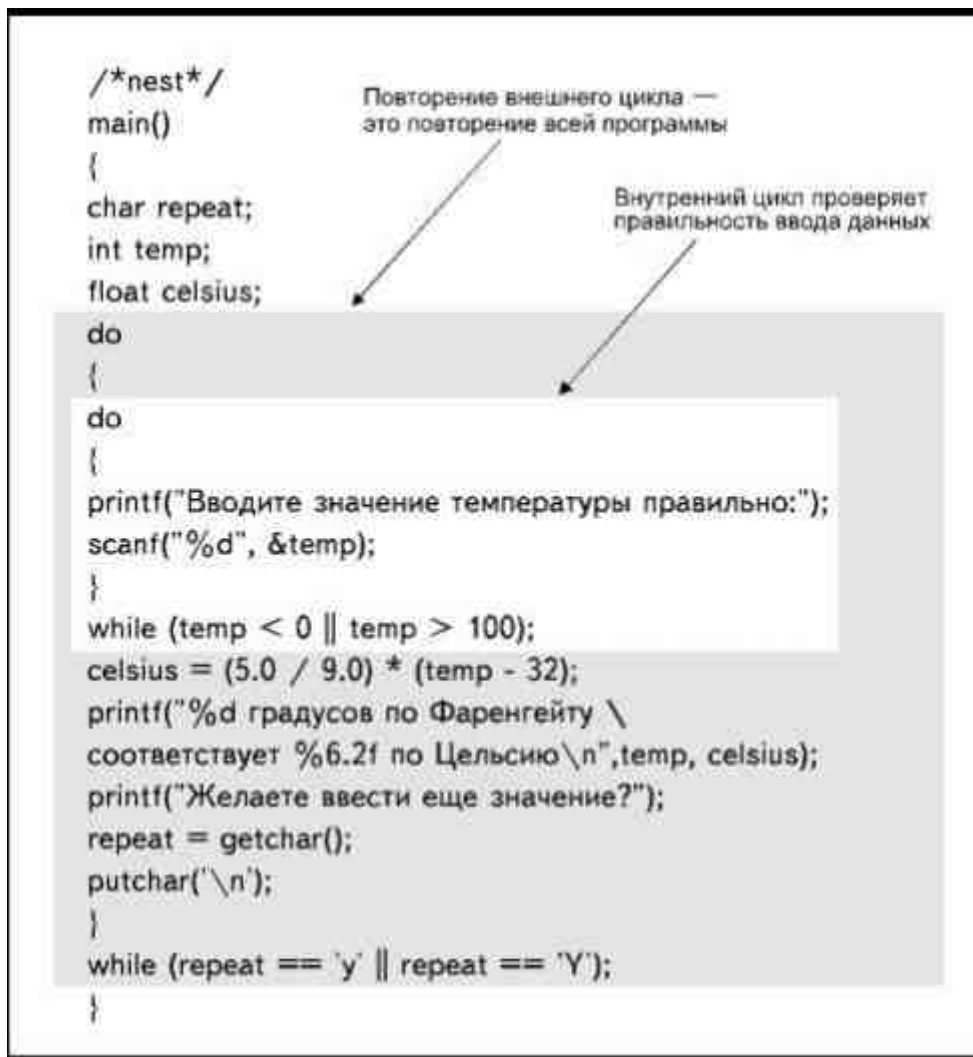 /*nest*/
main()
{
Повторение внешнего цикла —
это повторение всей программы
char repeat;
int temp;
float celsius;
Внутренний цикл проверяет
правильность ввода данных
do
{
do
{
printf("Вводите значение температуры правильно:");
scanf("%d", &temp);
}
while (temp < 0 || temp > 100);
celsius = (5.0 / 9.0) * (temp - 32);
printf("%d градусов по Фаренгейту \
соответствует %6.2f по Цельсию\n",temp, celsius);
printf("Желаете ввести еще значение?");
repeat = getchar();
putchar('\n');
}
while (repeat == 'y' || repeat == 'Y');
}